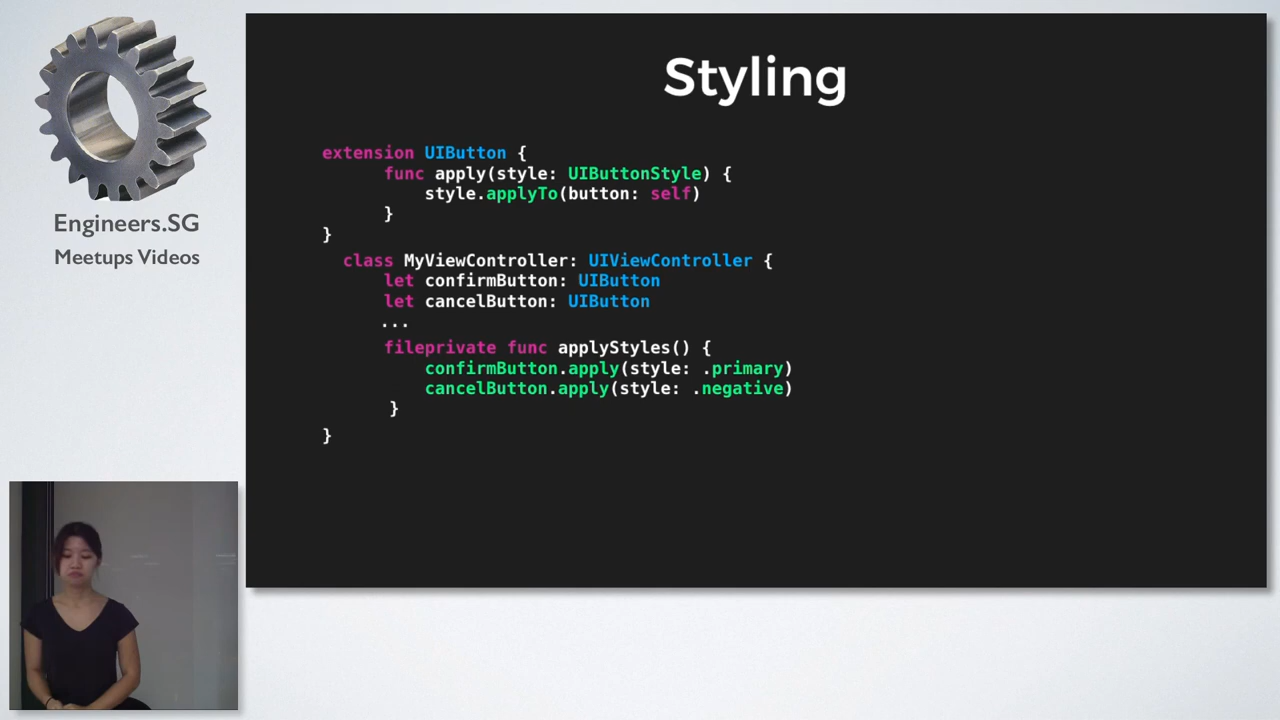 Engineers.SG
Meetups Videos
Styling
extension UIButton {
func apply(style: UIButtonStyle) {
style.applyTo(button: self)
}
}
class MyViewController: UIViewController {
let confirmButton: UIButton
let cancelButton: UIButton
...
fileprivate func applyStyles() {
confirmButton.apply(style: .primary)
cancelButton.apply(style: .negative)
}
}